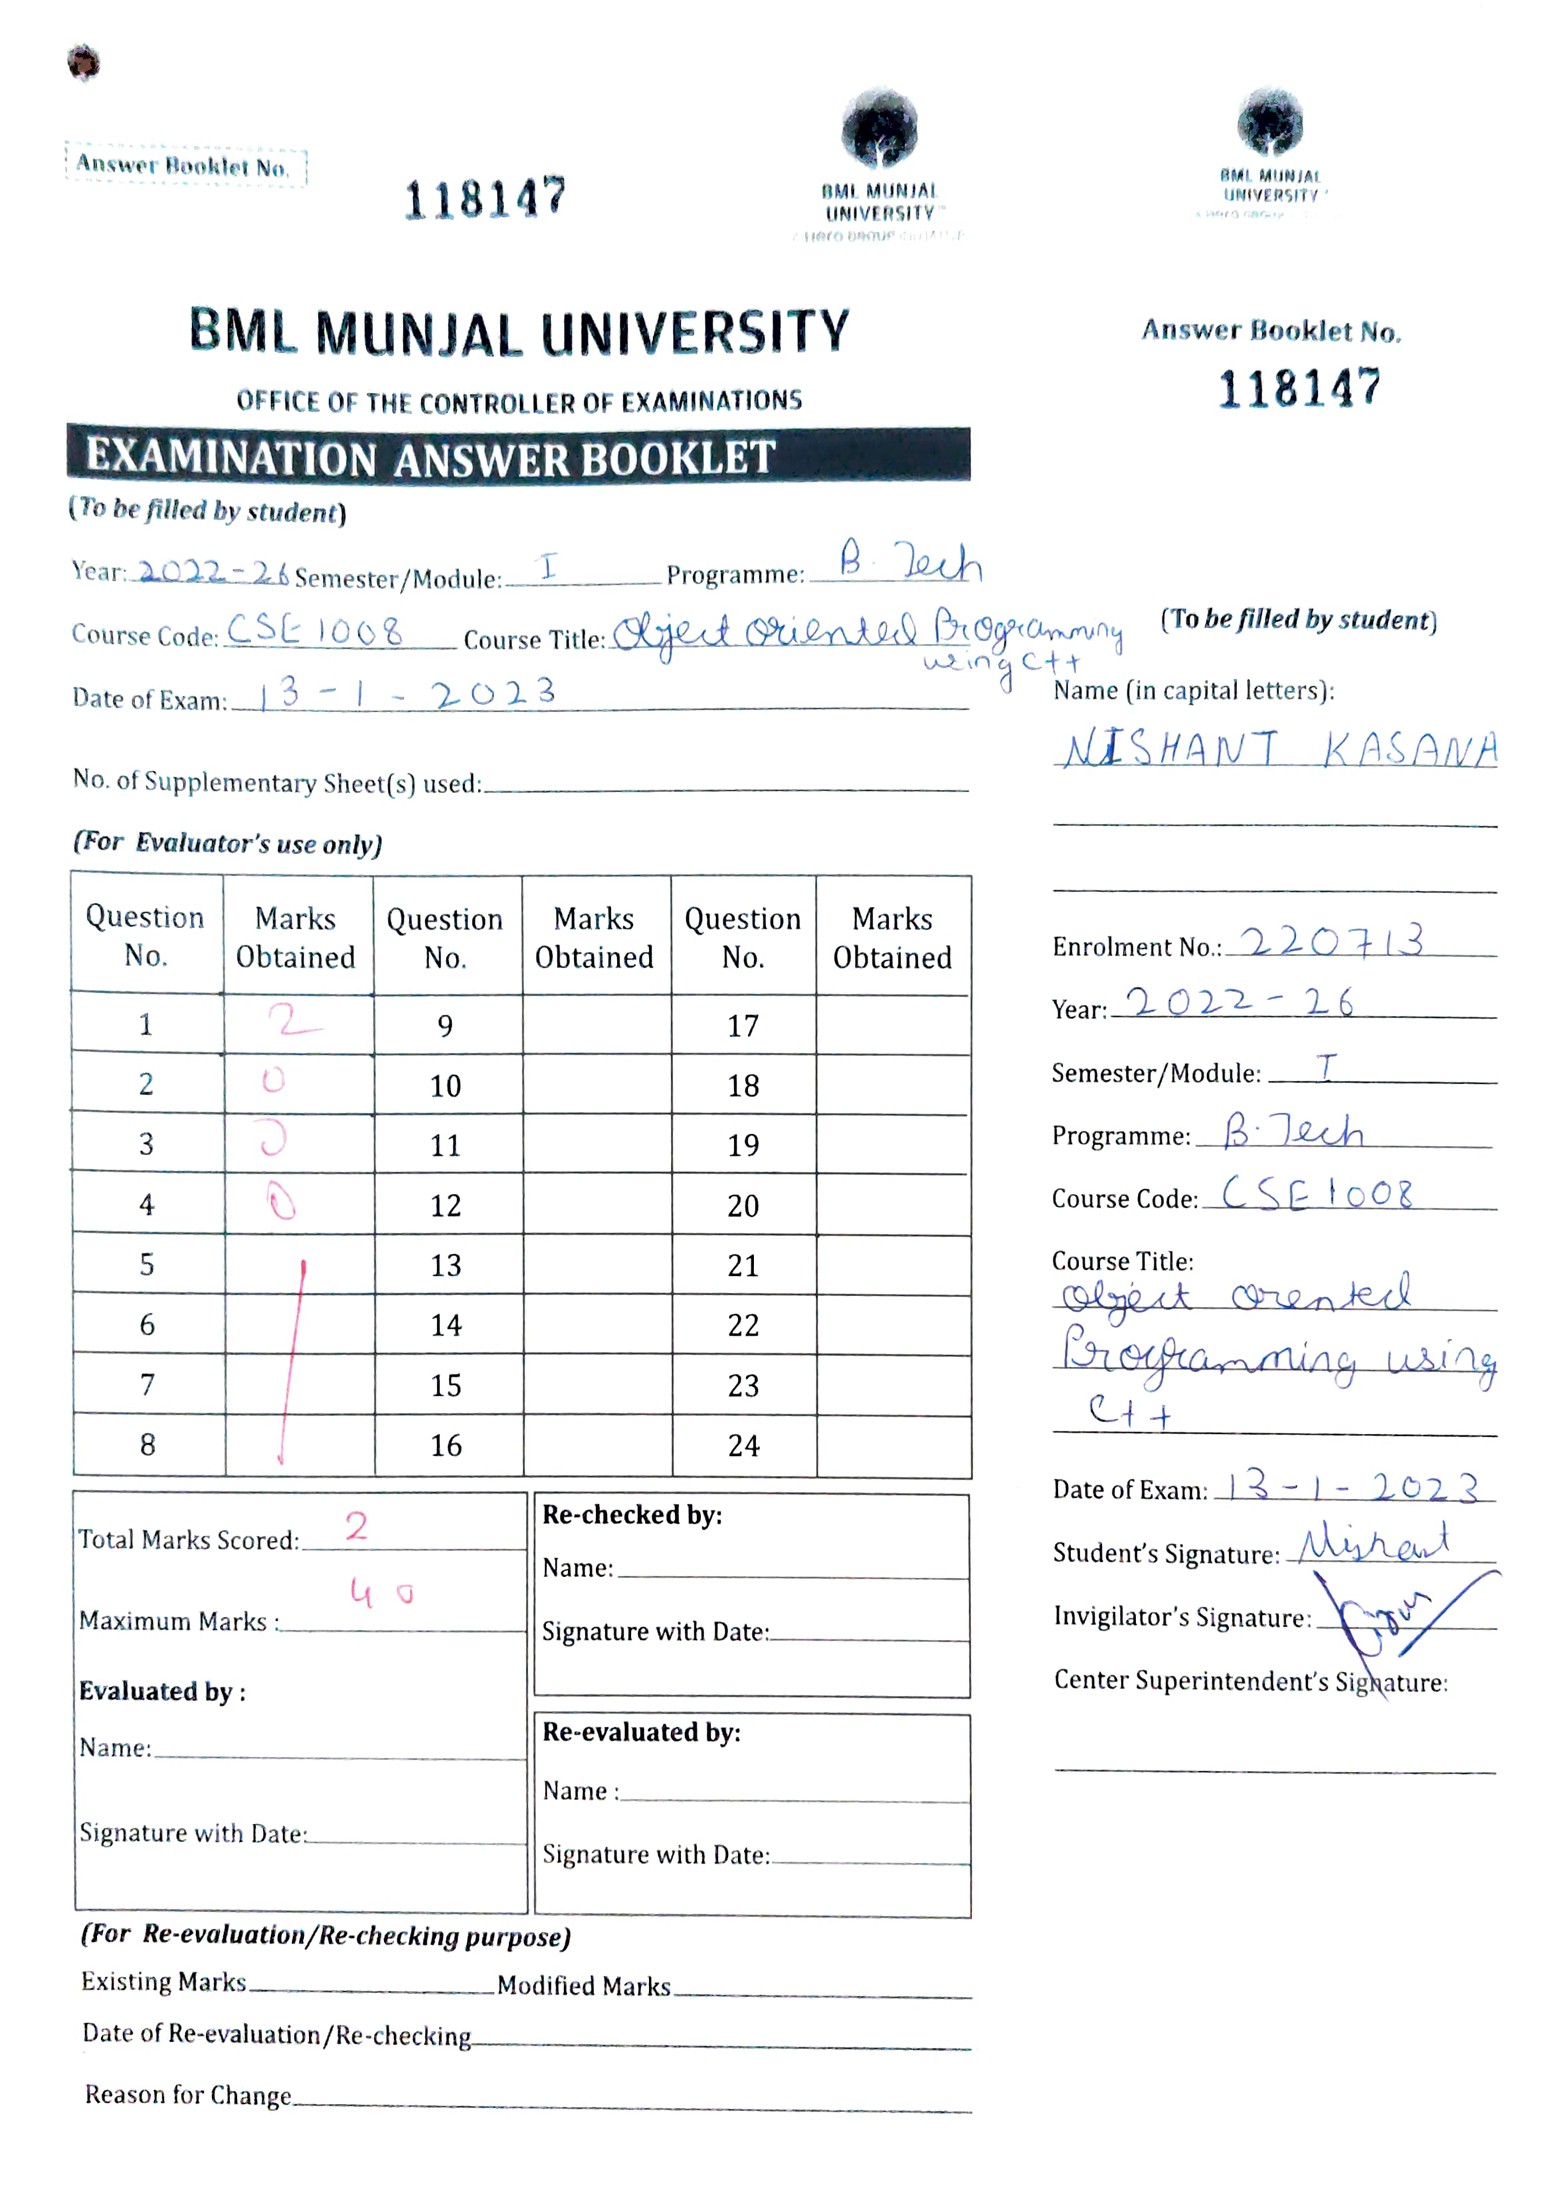 Answer Booklet No.
118147
BML MUNJAL
UNIVERSITY
BML MUNJAL UNIVERSITY
OFFICE OF THE CONTROLLER OF EXAMINATIONS
EXAMINATION ANSWER BOOKLET
(To be filled by student)
Year: 2022-26 Semester/Module: I Programme: B. Tech
Course Code: CSE1008 Course Title: Object Oriented Programming
using C++
Date of Exam: 13-1-2023
No. of Supplementary Sheet(s) used:
(For Evaluator's use only)
Question No. Marks Obtained Question No. Marks Obtained Question No. Marks Obtained
1 2 9 17
2 0 10 18
3 0 11 19
4 0 12 20
5 13 21
6 14 22
7 15 23
8 16 24
Total Marks Scored: 2
Maximum Marks : 40
Evaluated by :
Name:
Signature with Date:
Re-checked by:
Name:
Signature with Date:
Re-evaluated by:
Name :
Signature with Date:
(For Re-evaluation/Re-checking purpose)
Existing Marks Modified Marks
Date of Re-evaluation/Re-checking
Reason for Change
BML MUNJAL
UNIVERSITY
Answer Booklet No.
118147
(To be filled by student)
Name (in capital letters):
NISHANT KASANA
Enrolment No.: 220713
Year: 2022-26
Semester/Module: I
Programme: B.Tech
Course Code: CSE1008
Course Title:
Object Orented
Programming using
C++
Date of Exam: 13-1-2023
Student's Signature: Nishant
Invigilator's Signature:
Center Superintendent's Signature: